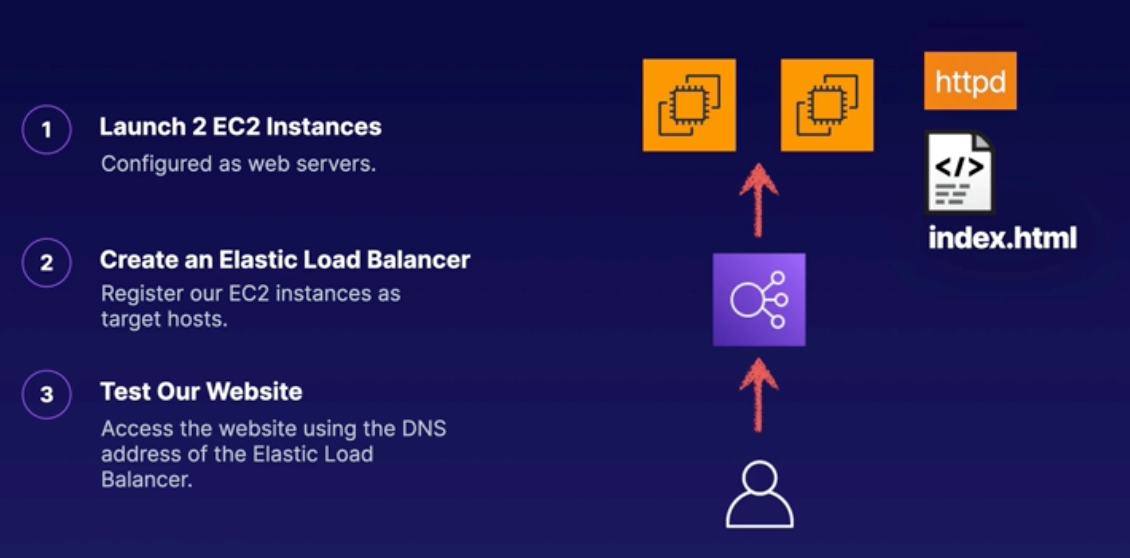 1
Launch 2 EC2 Instances
Configured as web servers.
2
Create an Elastic Load Balancer
Register our EC2 instances as
target hosts.
3
Test Our Website
Access the website using the DNS
address of the Elastic Load
Balancer.
httpd
</>
index.html